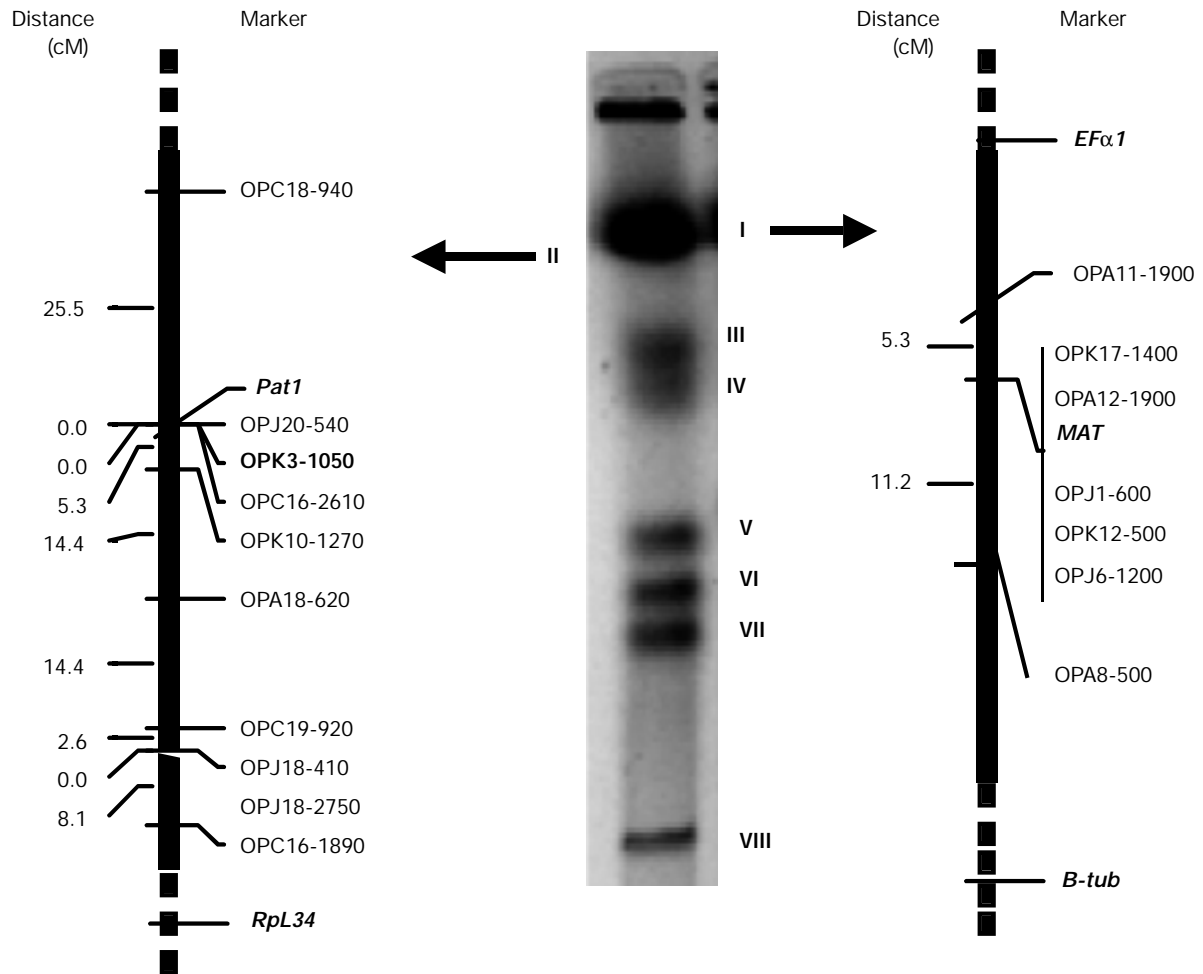 Distance
(cM)
Marker
OPC18-940
25.5
Pat1
0.0
OPJ20-540
0.0
OPK3-1050
5.3
OPC16-2610
14.4
OPK10-1270
OPA18-620
14.4
OPC19-920
2.6
0.0
OPJ18-410
OPJ18-2750
8.1
OPC16-1890
RpL34
II
I
III
IV
V
VI
VII
VIII
Distance
(cM)
Marker
EFα1
OPA11-1900
5.3
OPK17-1400
OPA12-1900
MAT
11.2
OPJ1-600
OPK12-500
OPJ6-1200
OPA8-500
B-tub